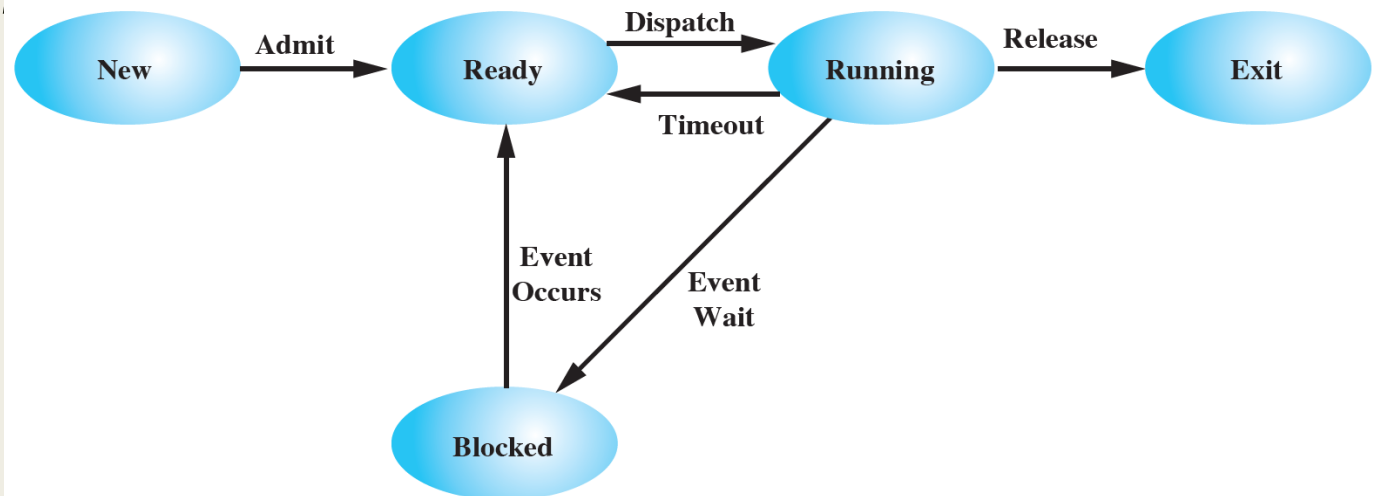 Dispatch
Admit
Release
New
Ready
Running
Exit
Timeout
Event
Occurs
Event
Wait
Blocked